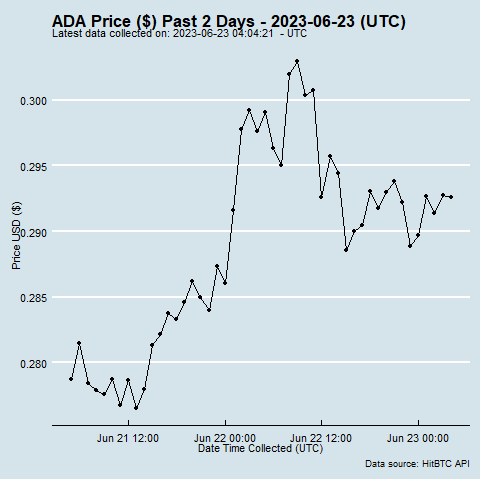 ADA Price ($) Past 2 Days - 2023-06-23 (UTC)
Latest data collected on: 2023-06-23 04:04:21 - UTC
0.300
0.295
0.290
0.285
0.280
Price USD ($)
Jun 21 12:00 Jun 22 00:00 Jun 22 12:00 Jun 23 00:00
Date Time Collected (UTC)
Data source: HitBTC API